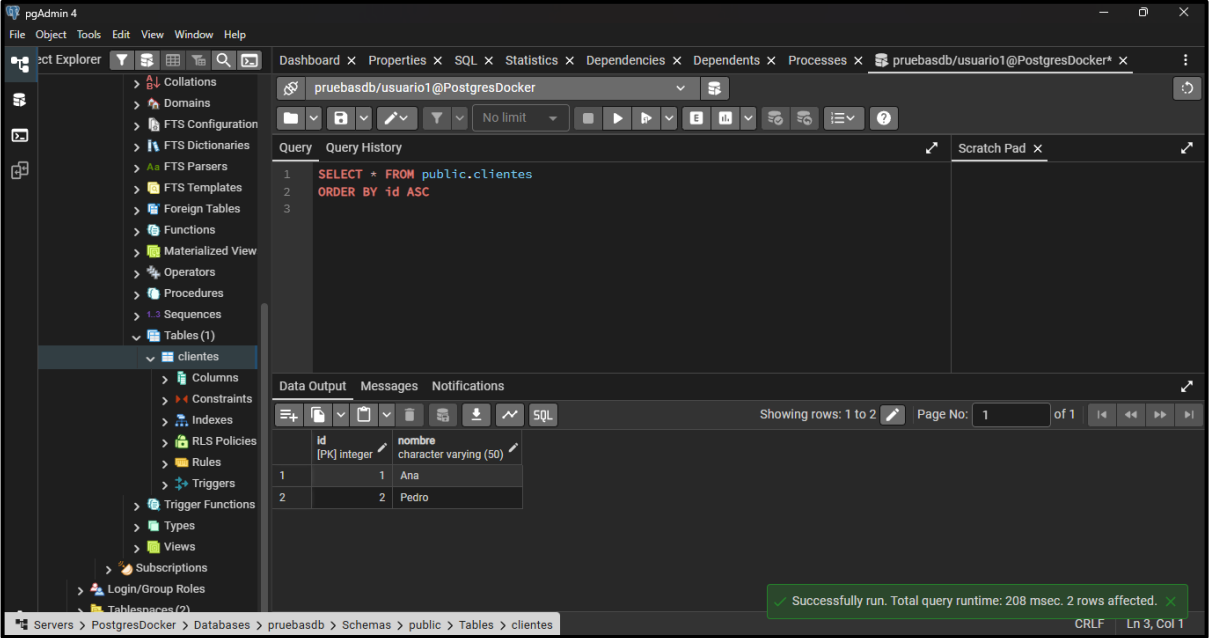 pgAdmin 4
File Object Tools Edit View Window Help
ect Explorer
Dashboard Properties SQL Statistics Dependencies Dependents Processes pruebasdb/usuario1@PostgresDocker*
pruebasdb/usuario1@PostgresDocker
No limit
E
Query Query History
Scratch Pad
1 SELECT * FROM public.clientes
2 ORDER BY id ASC
3
Collations
Domains
FTS Configuration
FTS Dictionaries
Aa FTS Parsers
FTS Templates
Foreign Tables
Functions
Materialized View
Operators
Procedures
1..3 Sequences
Tables (1)
clientes
Columns
Constraints
Indexes
RLS Policies
Rules
Triggers
Trigger Functions
Types
Views
Subscriptions
Login/Group Roles
Tablespaces (2)
Data Output Messages Notifications
SQL
Showing rows: 1 to 2
Page No: 1 of 1
id
[PK] integer
nombre
character varying (50)
1 1 Ana
2 2 Pedro
Successfully run. Total query runtime: 208 msec. 2 rows affected.
Servers > PostgresDocker > Databases > pruebasdb > Schemas > public > Tables > clientes
CRLF Ln 3, Col 1